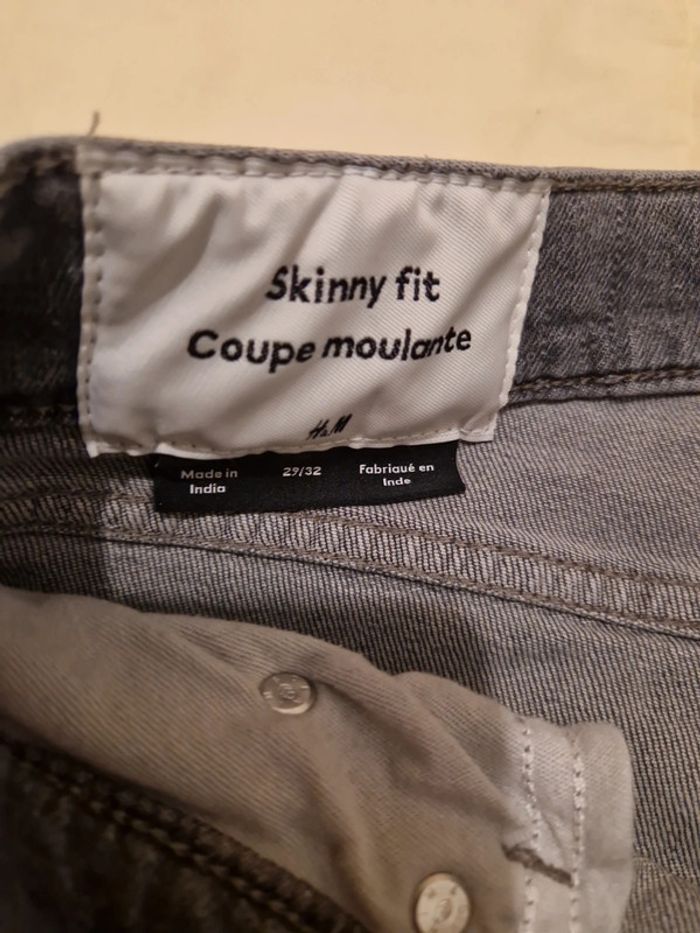 Skinny fit
Coupe moulante
H&M
Made in
India
29/32
Fabriqué en
Inde